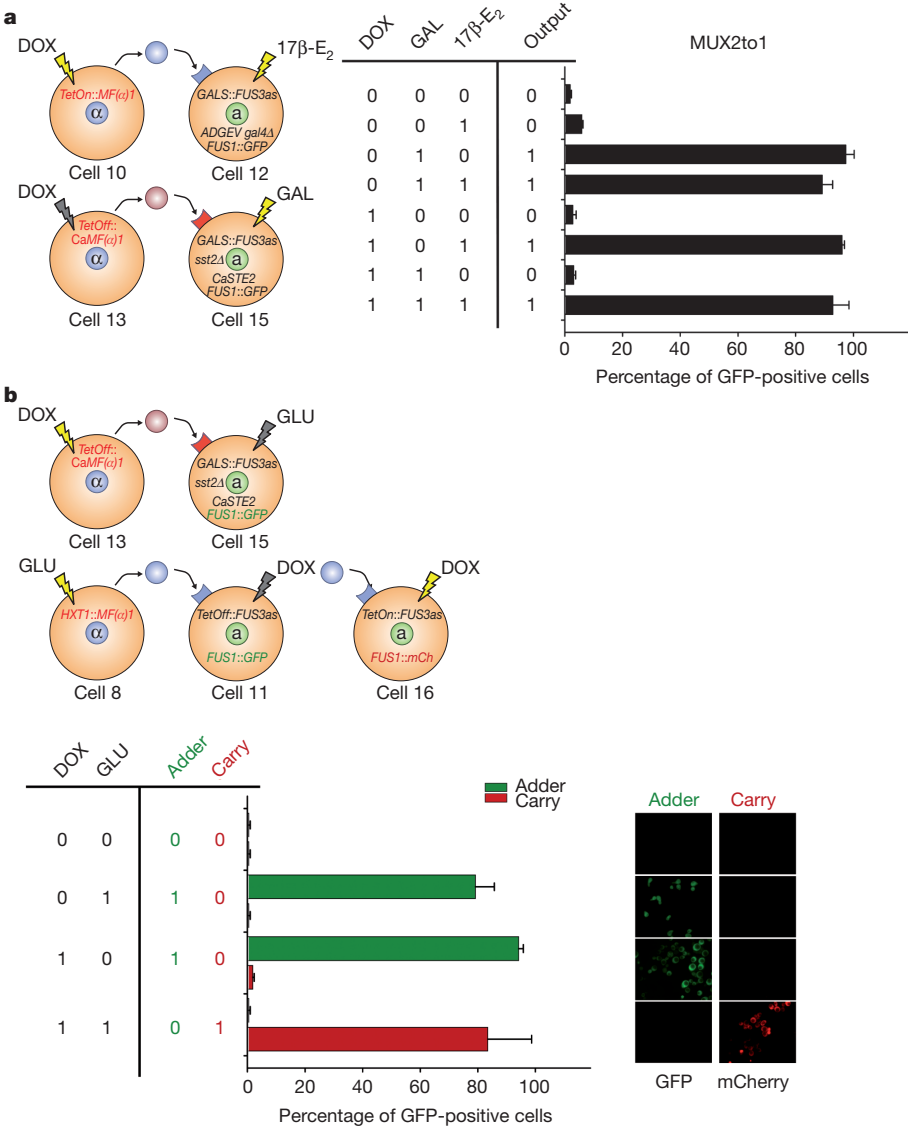 a
DOX
17β-E2
TetOn::MF(α)1
α
Cell 10
GALS::FUS3as
a
ADGEV gal4Δ
FUS1::GFP
Cell 12
DOX
GAL
TetOff::
CaMF(α)1
α
Cell 13
GALS::FUS3as
sst2Δ a
CaSTE2
FUS1::GFP
Cell 15
DOX GAL 17β-E2 Output
0 0 0 0
0 0 1 0
0 1 0 1
0 1 1 1
1 0 0 0
1 0 1 1
1 1 0 0
1 1 1 1
MUX2to1
0 20 40 60 80 100
Percentage of GFP-positive cells
b
DOX
GLU
TetOff::
CaMF(α)1
α
Cell 13
GALS::FUS3as
sst2Δ a
CaSTE2
FUS1::GFP
Cell 15
GLU
DOX
DOX
HXT1::MF(α)1
α
Cell 8
TetOff::FUS3as
a
FUS1::GFP
Cell 11
TetOn::FUS3as
a
FUS1::mCh
Cell 16
DOX GLU Adder Carry
0 0 0 0
0 1 1 0
1 0 1 0
1 1 0 1
Adder
Carry
0 20 40 60 80 100
Percentage of GFP-positive cells
Adder Carry
GFP mCherry